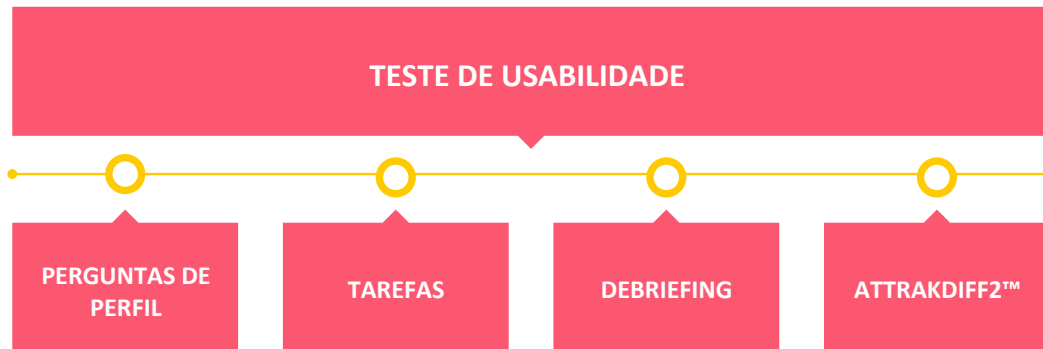 TESTE DE USABILIDADE
PERGUNTAS DE
PERFIL
TAREFAS
DEBRIEFING
ATTRAKDIFF2™